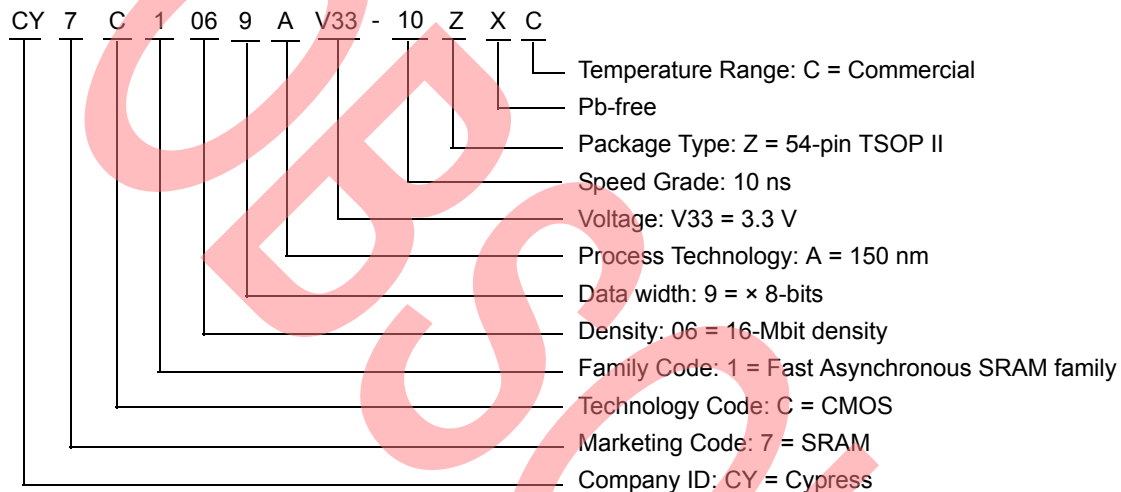 CY 7 C 1 06 9 A V33 - 10 Z X C
Temperature Range: C = Commercial
Pb-free
Package Type: Z = 54-pin TSOP II
Speed Grade: 10 ns
Voltage: V33 = 3.3 V
Process Technology: A = 150 nm
Data width: 9 = × 8-bits
Density: 06 = 16-Mbit density
Family Code: 1 = Fast Asynchronous SRAM family
Technology Code: C = CMOS
Marketing Code: 7 = SRAM
Company ID: CY = Cypress